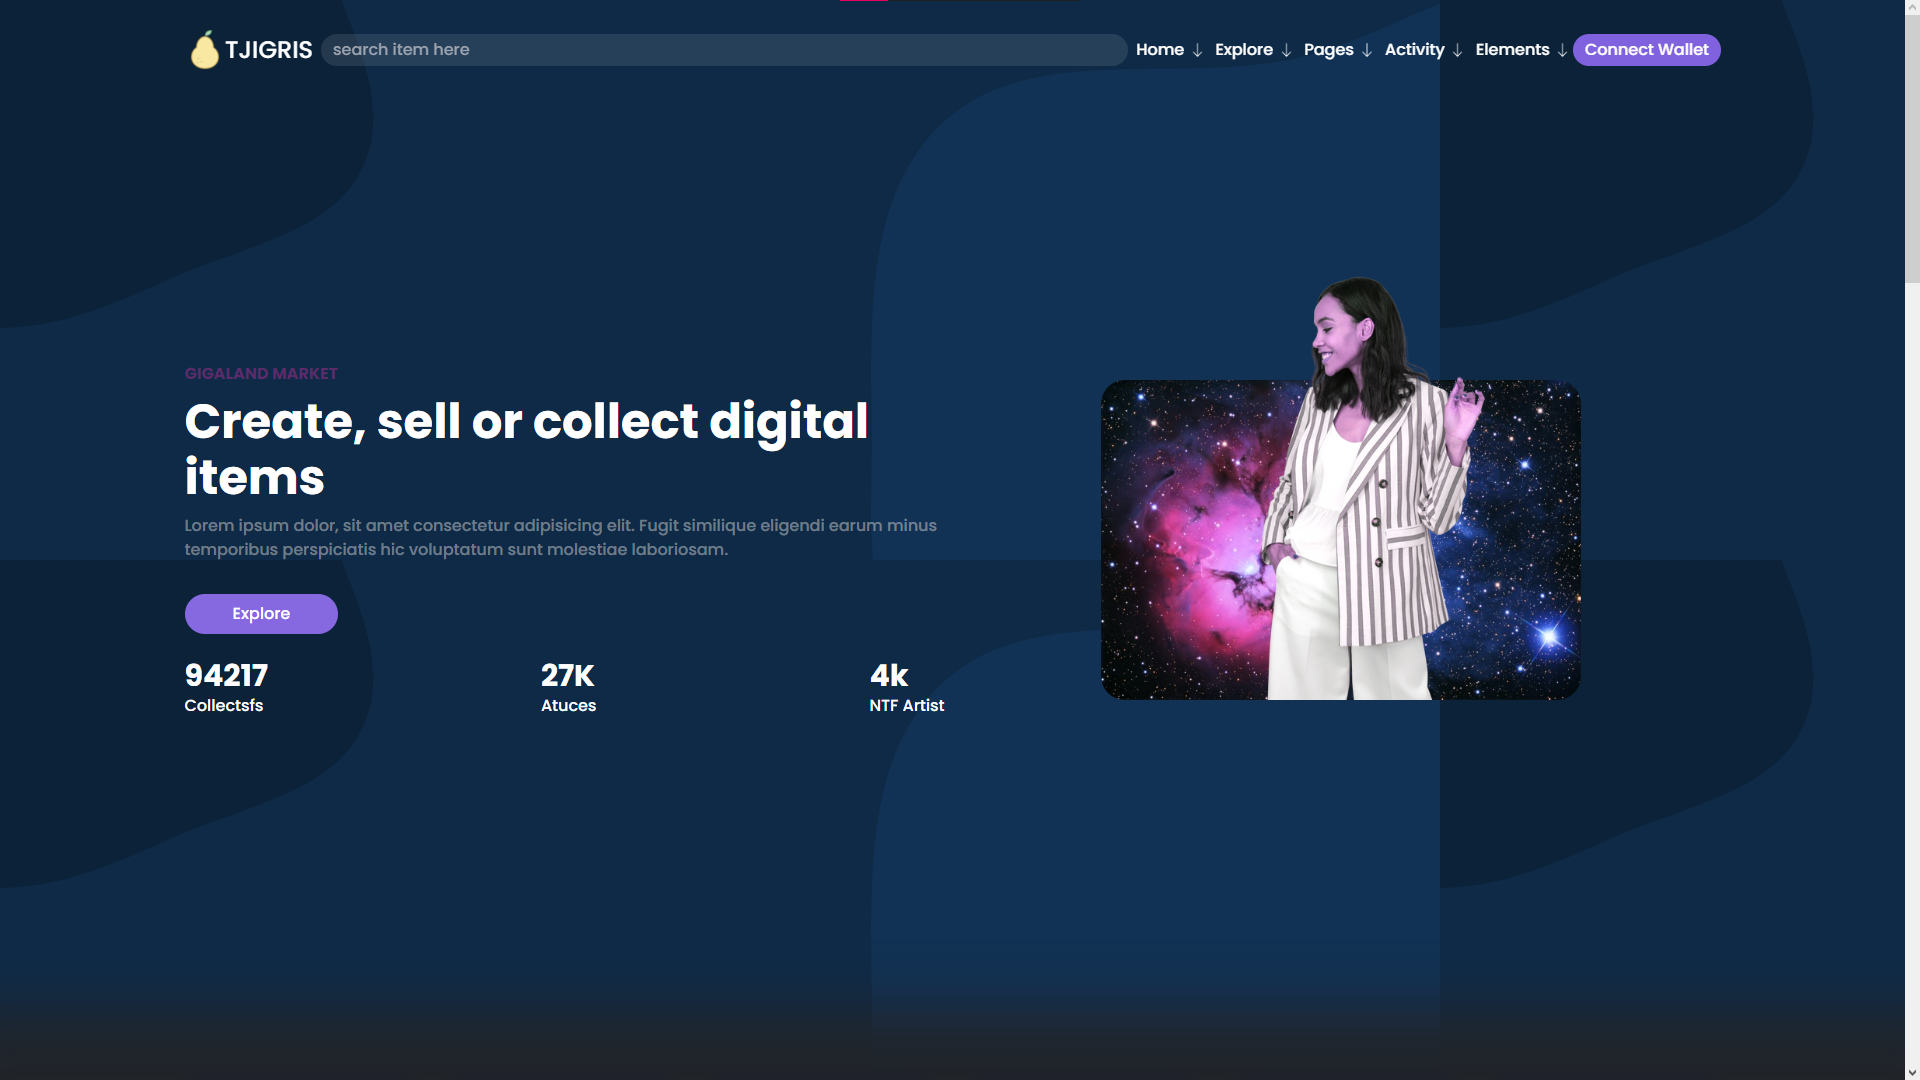 TJIGRIS search item here Home Explore Pages Activity Elements Connect Wallet
GIGALAND MARKET
Create, sell or collect digital
items
Lorem ipsum dolor, sit amet consectetur adipisicing elit. Fugit similique eligendi earum minus
temporibus perspiciatis hic voluptatum sunt molestiae laboriosam.
Explore
94217 27K 4k
Collectsfs Atuces NTF Artist